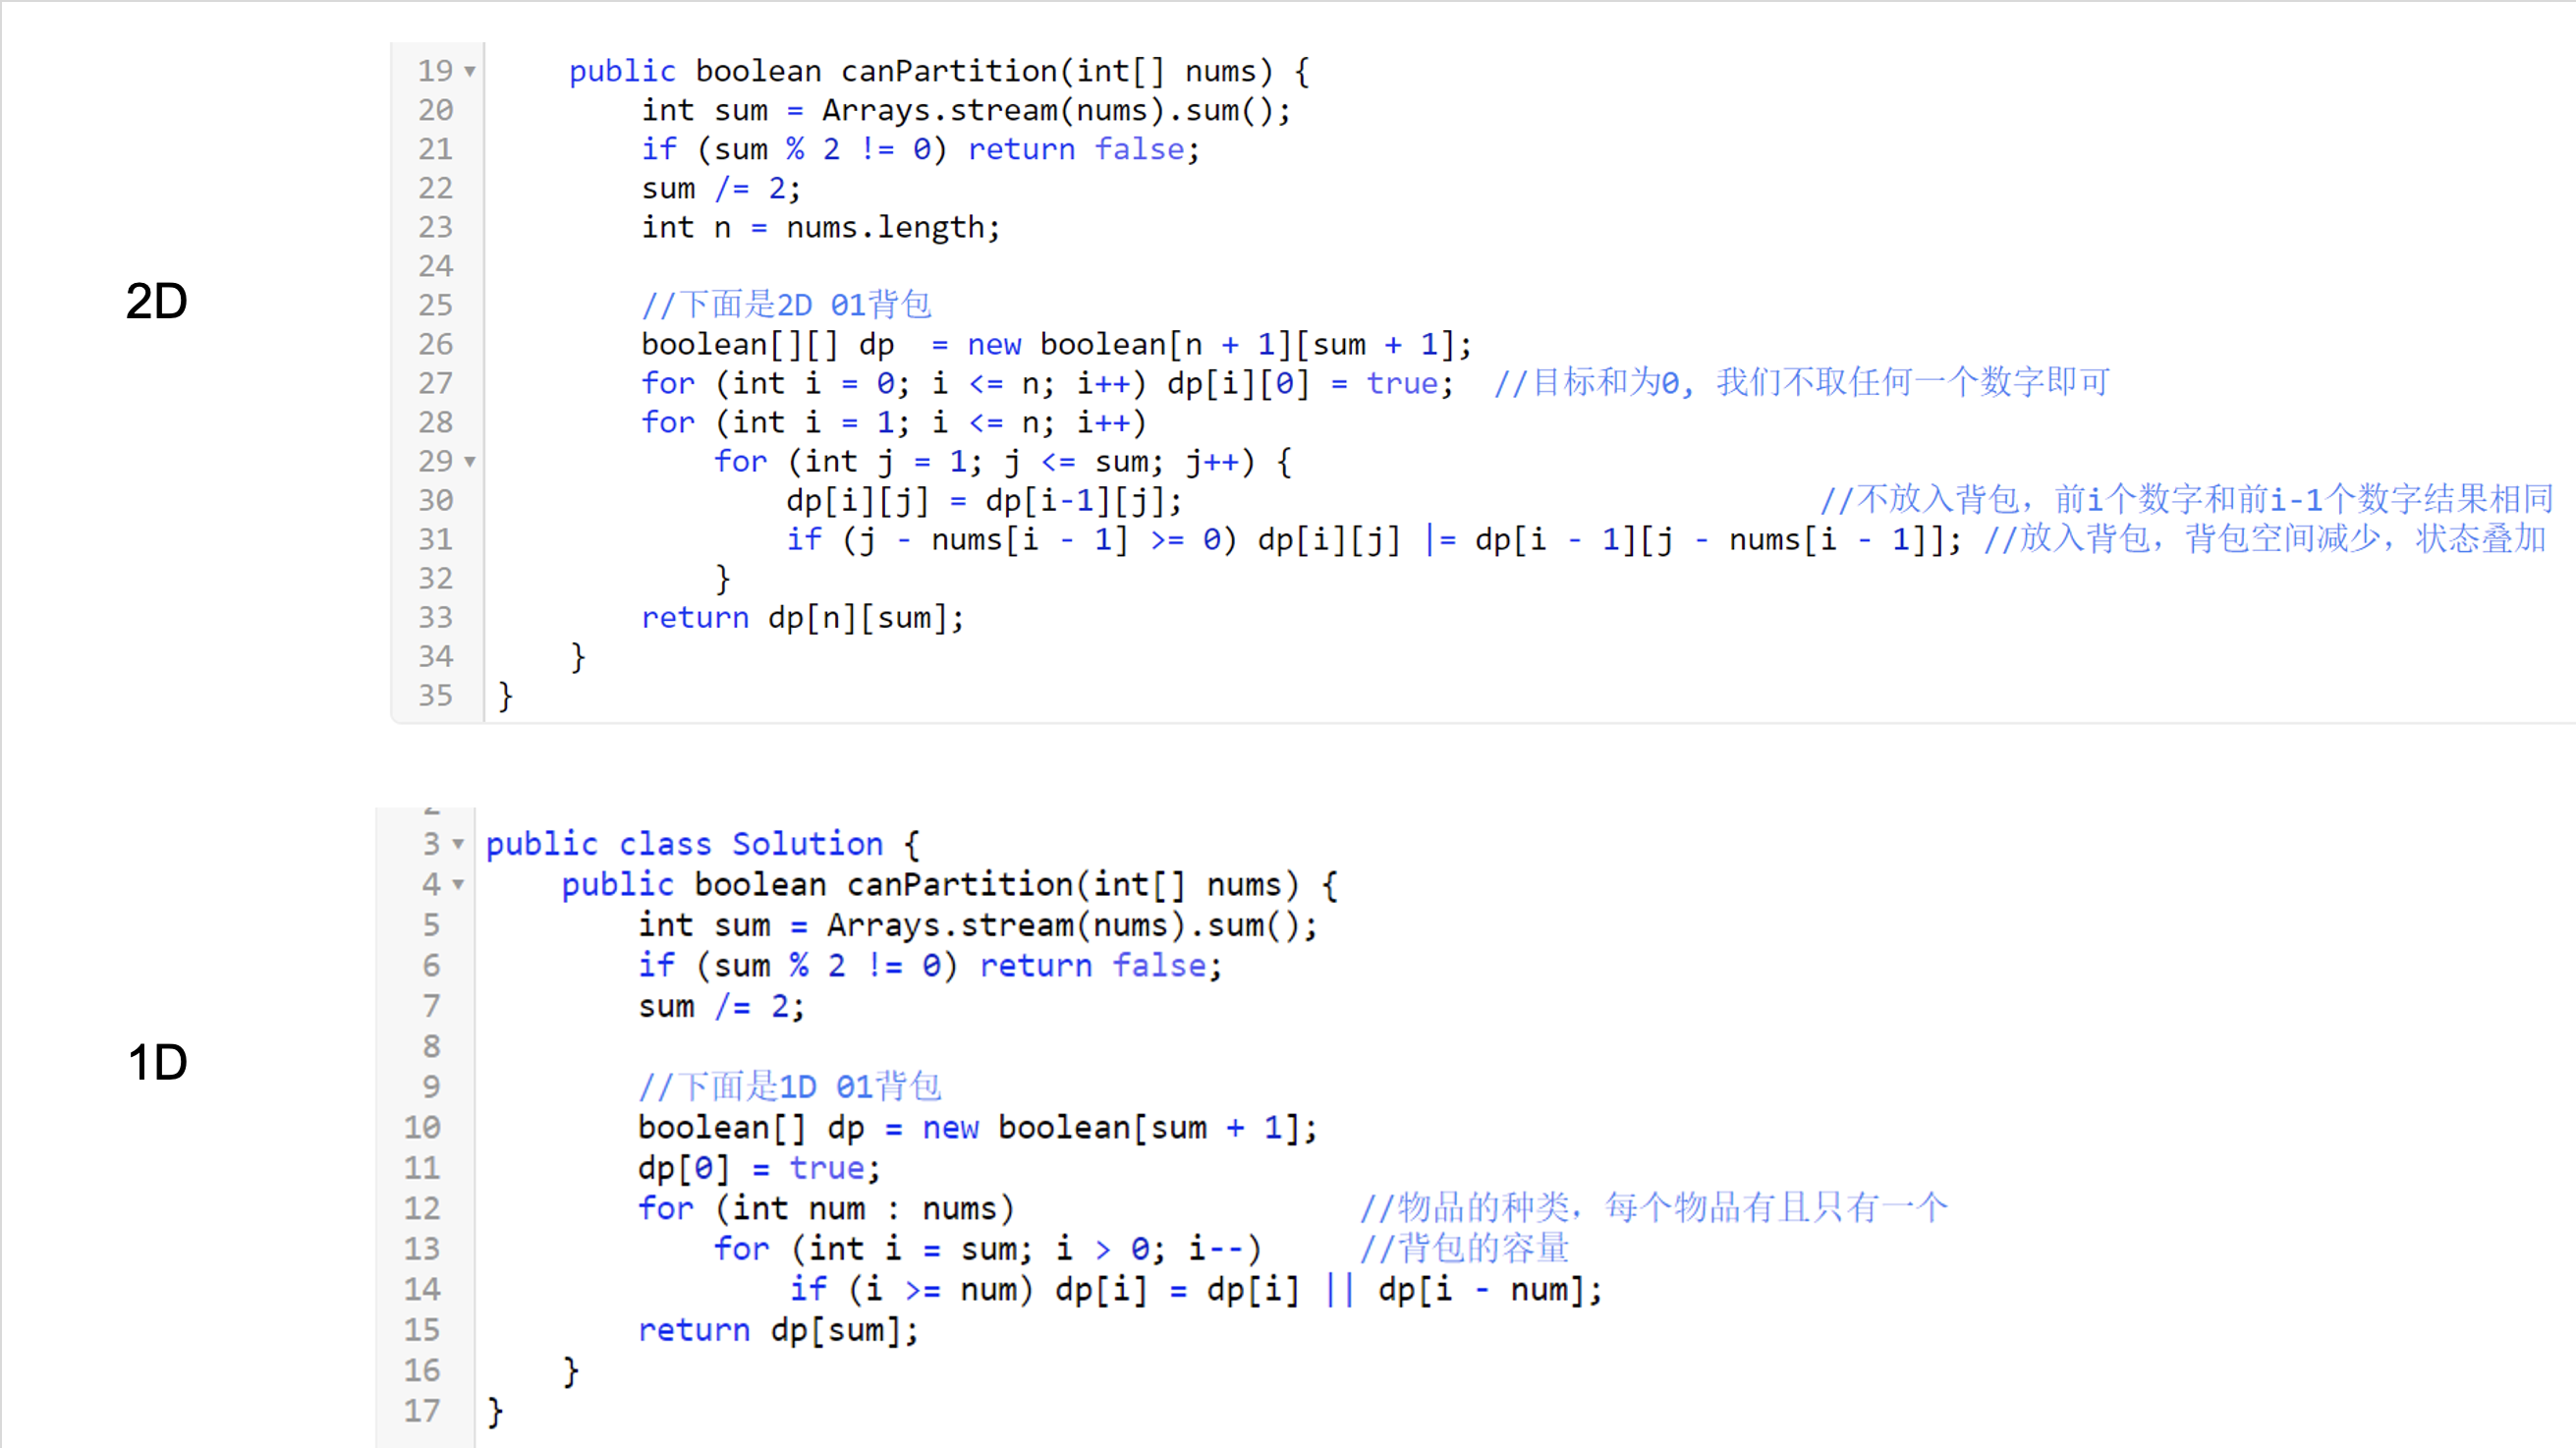 2D
19 public boolean canPartition(int[] nums) {
20 int sum = Arrays.stream(nums).sum();
21 if (sum % 2 != 0) return false;
22 sum /= 2;
23 int n = nums.length;
24
25 //下面是2D 01背包
26 boolean[][] dp  = new boolean[n + 1][sum + 1];
27 for (int i = 0; i <= n; i++) dp[i][0] = true;  //目标和为0, 我们不取任何一个数字即可
28 for (int i = 1; i <= n; i++)
29 for (int j = 1; j <= sum; j++) {
30 dp[i][j] = dp[i-1][j]; //不放入背包，前i个数字和前i-1个数字结果相同
31 if (j - nums[i - 1] >= 0) dp[i][j] |= dp[i - 1][j - nums[i - 1]]; //放入背包，背包空间减少，状态叠加
32 }
33 return dp[n][sum];
34 }
35 }
1D
3 public class Solution {
4 public boolean canPartition(int[] nums) {
5 int sum = Arrays.stream(nums).sum();
6 if (sum % 2 != 0) return false;
7 sum /= 2;
8
9 //下面是1D 01背包
10 boolean[] dp = new boolean[sum + 1];
11 dp[0] = true;
12 for (int num : nums) //物品的种类，每个物品有且只有一个
13 for (int i = sum; i > 0; i--) //背包的容量
14 if (i >= num) dp[i] = dp[i] || dp[i - num];
15 return dp[sum];
16 }
17 }